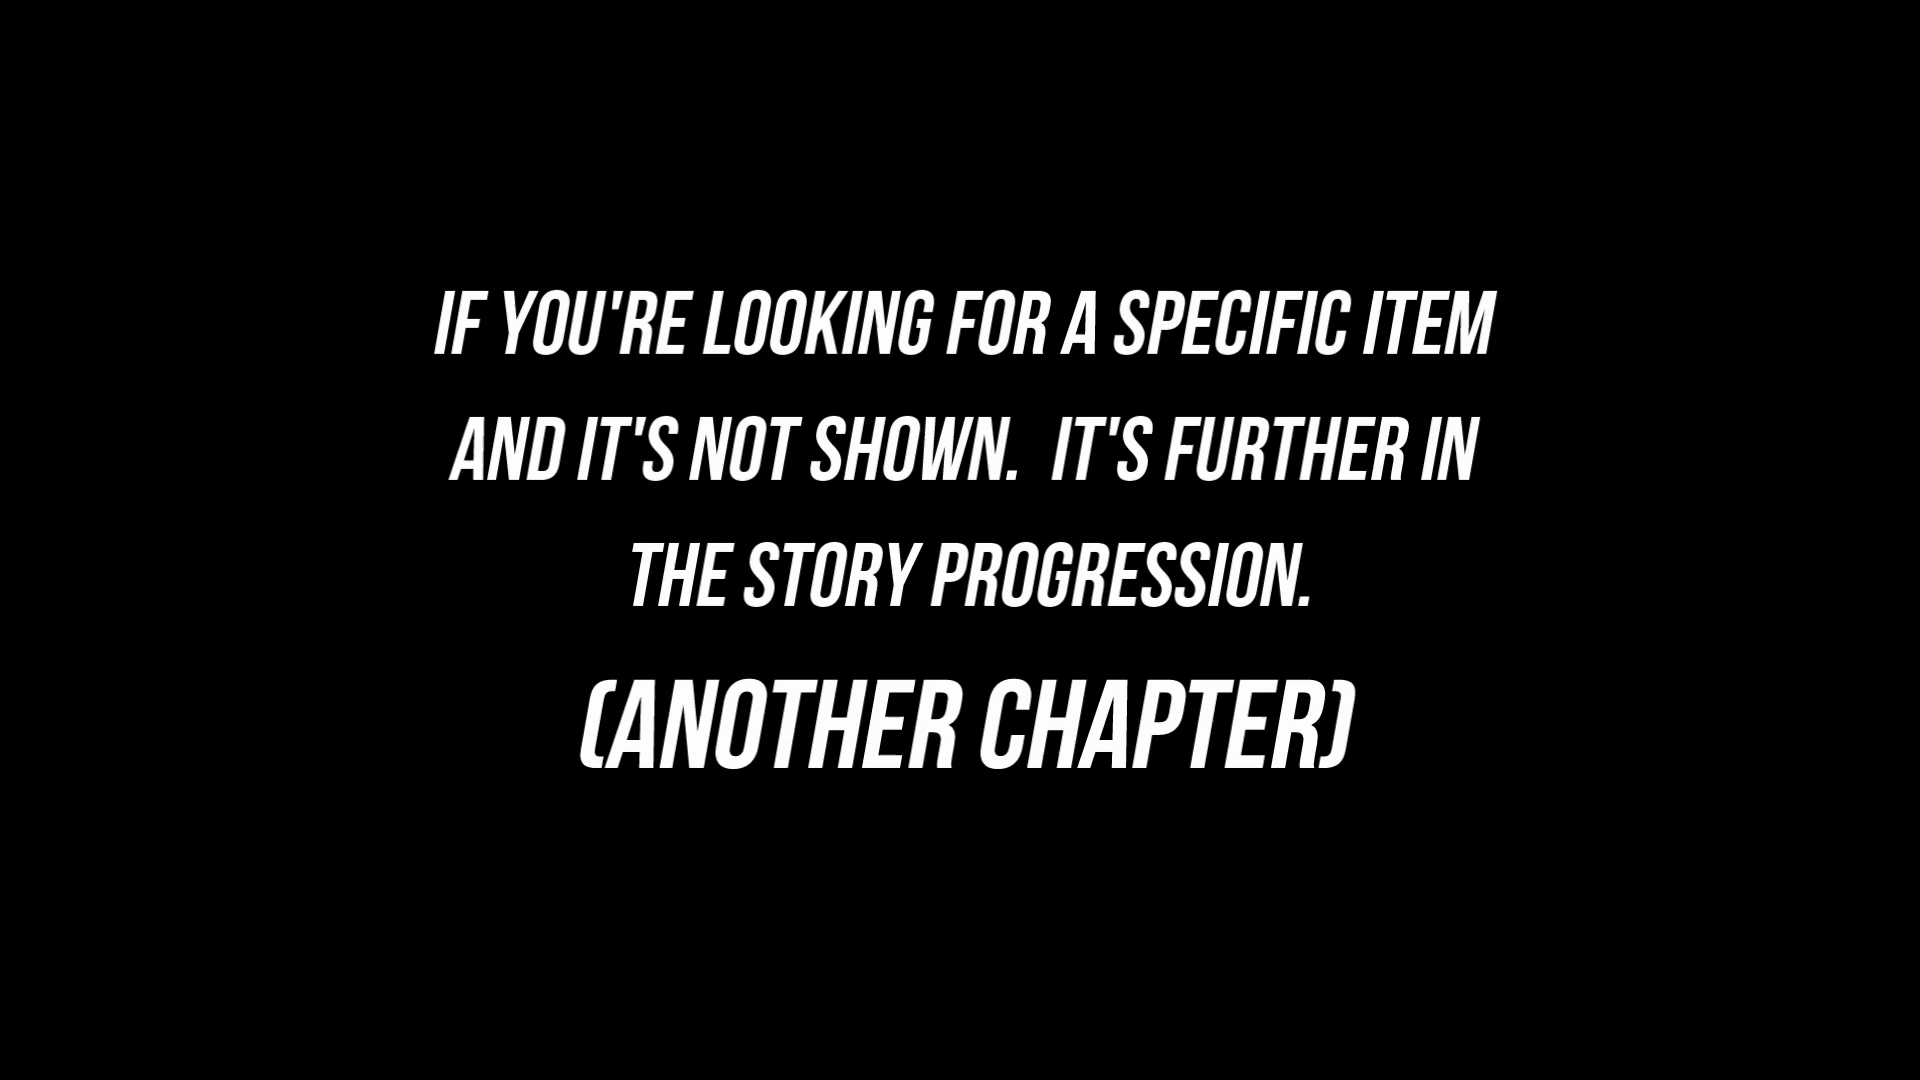 IF YOU'RE LOOKING FOR A SPECIFIC ITEM
AND IT'S NOT SHOWN.  IT'S FURTHER IN
THE STORY PROGRESSION.
(ANOTHER CHAPTER)